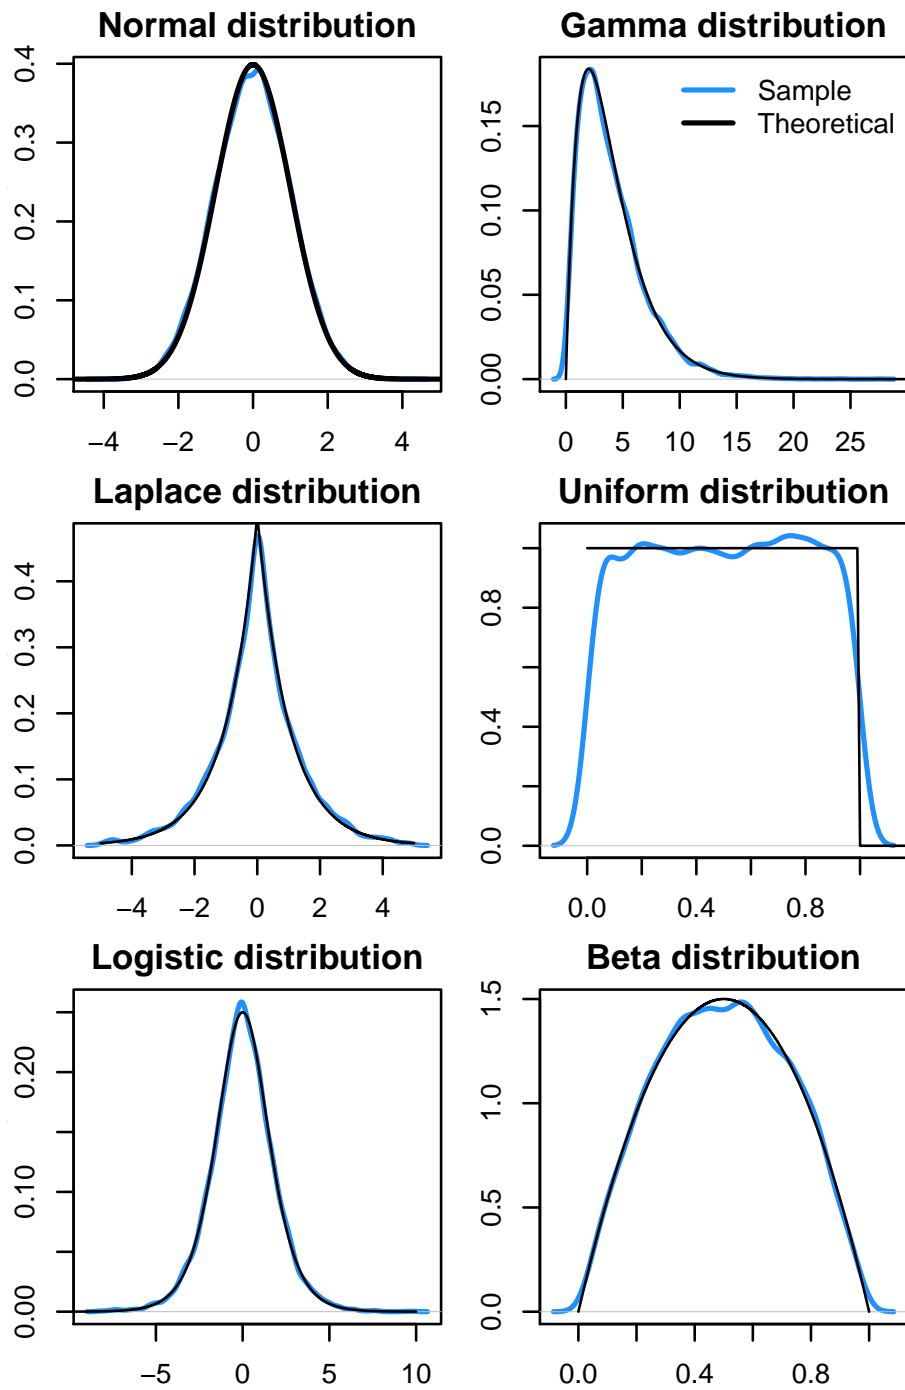 Normal distribution
0.0 0.1 0.2 0.3 0.4
−4 −2 0 2 4
Gamma distribution
Sample
Theoretical
0.00 0.05 0.10 0.15
0 5 10 15 20 25
Laplace distribution
0.0 0.1 0.2 0.3 0.4
−4 −2 0 2 4
Uniform distribution
0.0 0.4 0.8
0.0 0.4 0.8
Logistic distribution
0.00 0.10 0.20
−5 0 5 10
Beta distribution
0.0 0.5 1.0 1.5
0.0 0.4 0.8